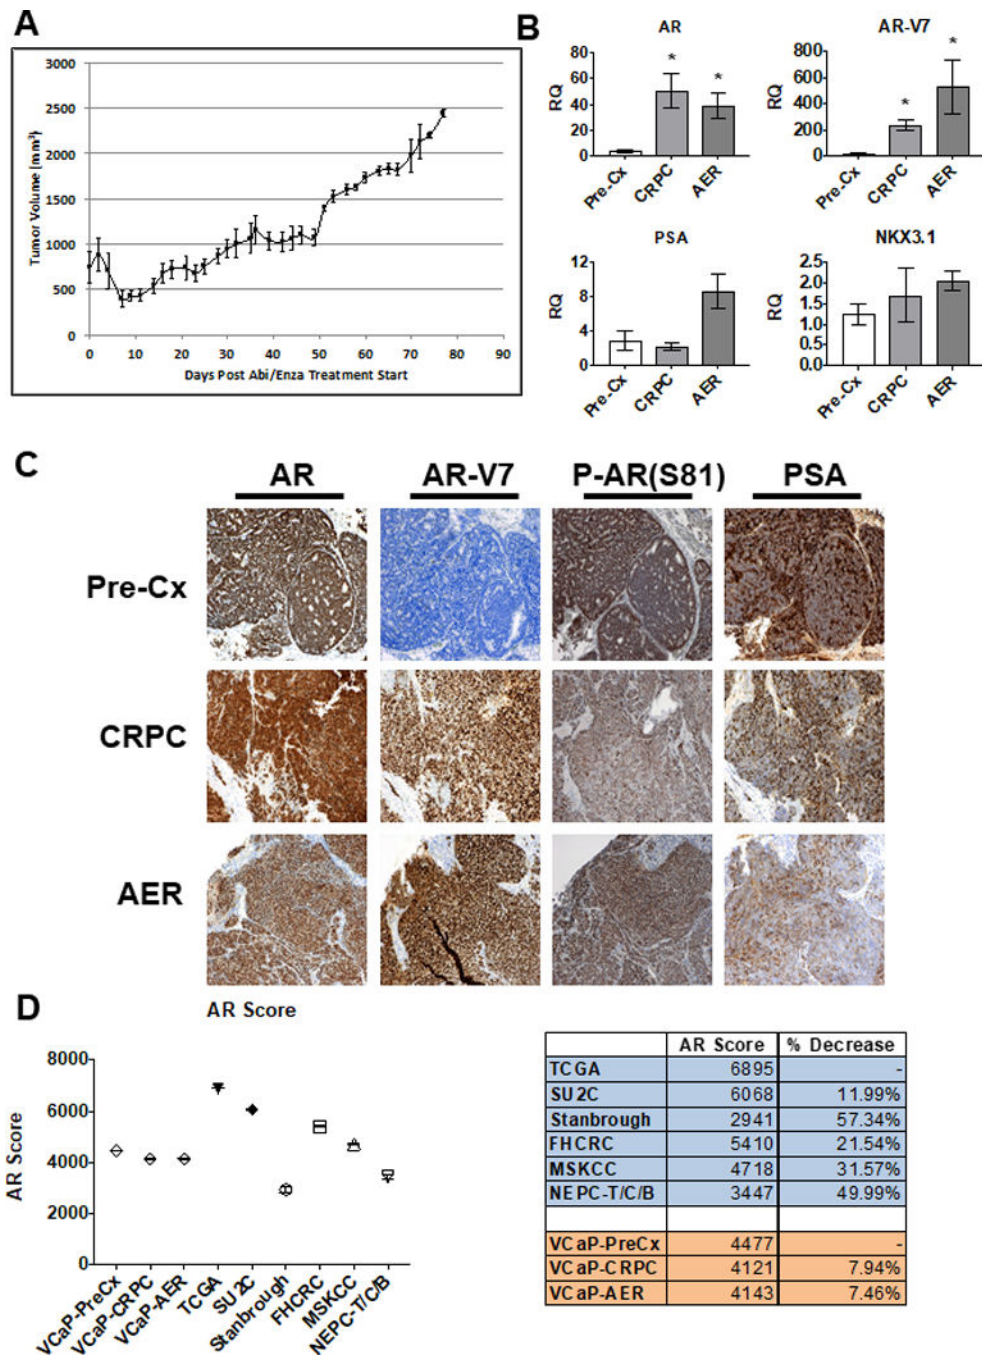 A
Tumor Volume (mm³)
3000
2500
2000
1500
1000
500
0
0 10 20 30 40 50 60 70 80 90
Days Post Abi/Enza Treatment Start
B
AR
RQ
80
60
40
20
0
*
*
Pre-Cx
CRPC
AER
AR-V7
RQ
800
600
400
200
0
*
*
Pre-Cx
CRPC
AER
PSA
RQ
12
8
4
0
Pre-Cx
CRPC
AER
NKX3.1
RQ
2.5
2.0
1.5
1.0
0.5
0.0
Pre-Cx
CRPC
AER
C
AR AR-V7 P-AR(S81) PSA
Pre-Cx
CRPC
AER
D
AR Score
AR Score
8000
6000
4000
2000
0
VCaP-PreCx
VCaP-CRPC
VCaP-AER
TCGA
SU2C
Stanbrough
FHCRC
MSKCC
NEPC-T/C/B
AR Score % Decrease
TCGA 6895 -
SU2C 6068 11.99%
Stanbrough 2941 57.34%
FHCRC 5410 21.54%
MSKCC 4718 31.57%
NEPC-T/C/B 3447 49.99%
VCaP-PreCx 4477 -
VCaP-CRPC 4121 7.94%
VCaP-AER 4143 7.46%